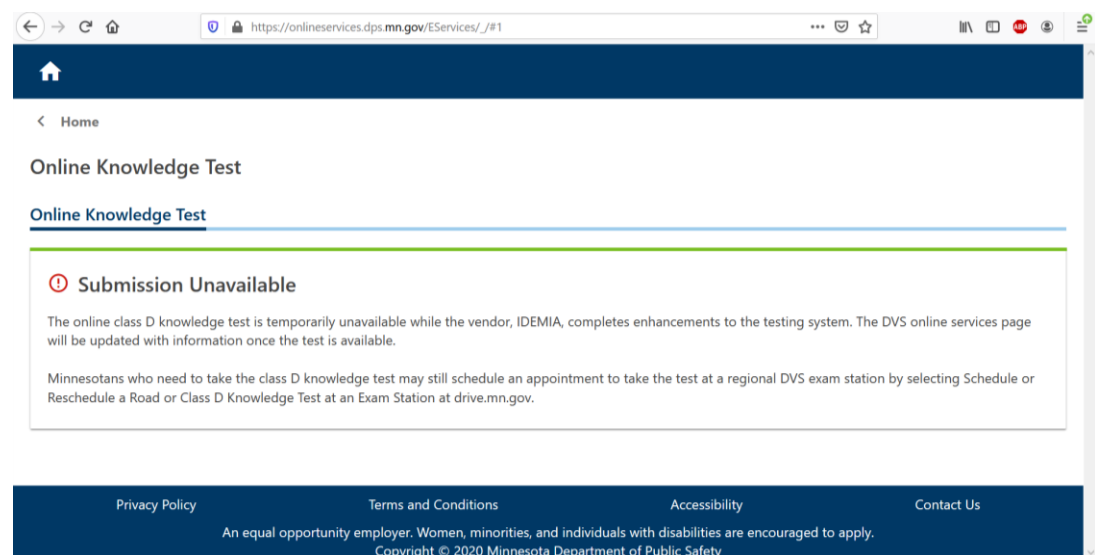 https://onlineservices.dps.mn.gov/EServices/_/#1
ABP
Home
Online Knowledge Test
Online Knowledge Test
Submission Unavailable
The online class D knowledge test is temporarily unavailable while the vendor, IDEMIA, completes enhancements to the testing system. The DVS online services page
will be updated with information once the test is available.
Minnesotans who need to take the class D knowledge test may still schedule an appointment to take the test at a regional DVS exam station by selecting Schedule or
Reschedule a Road or Class D Knowledge Test at an Exam Station at drive.mn.gov.
Privacy Policy Terms and Conditions Accessibility Contact Us
An equal opportunity employer. Women, minorities, and individuals with disabilities are encouraged to apply.
Copyright © 2020 Minnesota Department of Public Safety